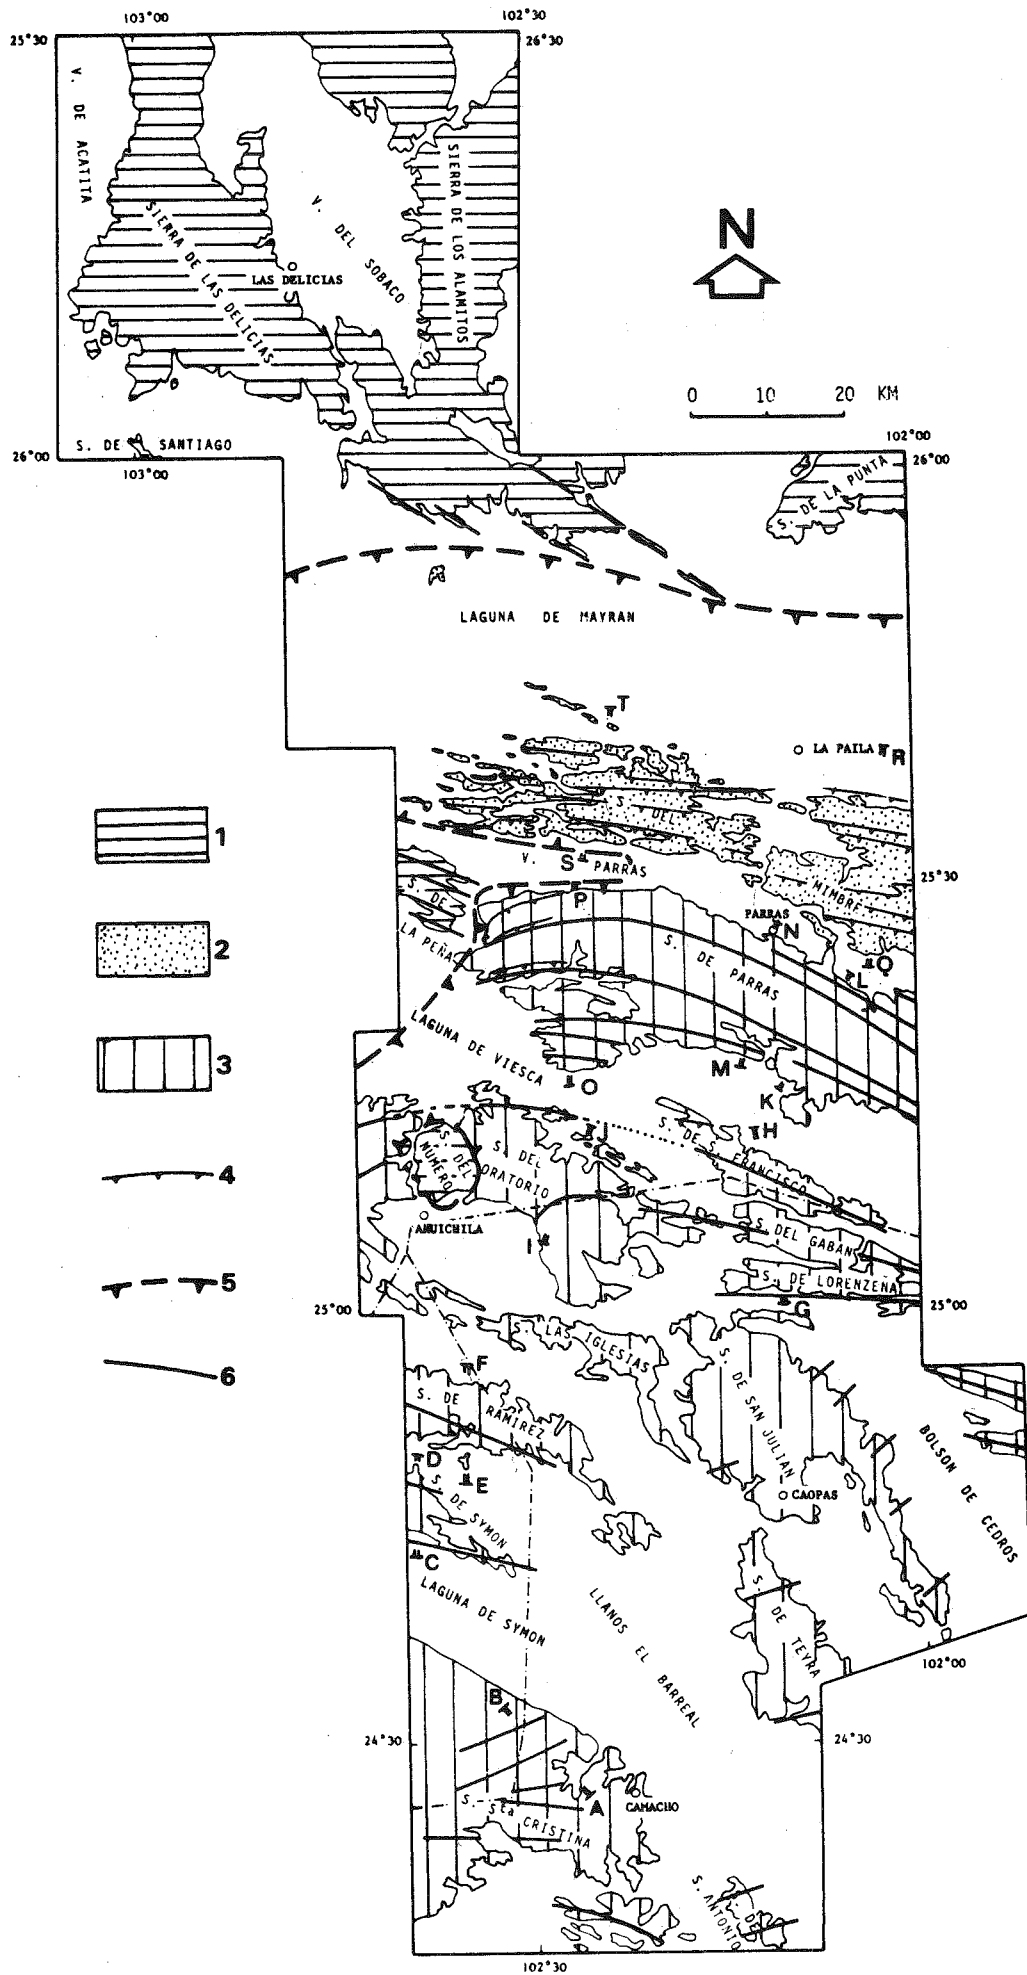 103°00
102°30
25°30
26°30
V. DE ACATITA
SIERRA DE LOS ALAMITOS
SIERRA DE LAS DELICIAS
V. DEL SOBACO
LAS DELICIAS
N
0 10 20 KM
S. DE SANTIAGO
26°00
103°00
102°00
26°00
S. DE LA PUNTA
LAGUNA DE MAYRAN
T
LA PAILA
R
S. DEL
MIMBRE
1
S
V. PARRAS
25°30
S. DE
LA PEÑA
P
PARRAS
N
S. DE PARRAS
Q
L
2
LAGUNA DE VIESCA
M
O
K
3
J
H
S. DE S. FRANCISCO
S. DEL
NUMERO
S. DEL
ORATORIO
4
AHUICHILA
I
S. DEL GABAN
S. DE LORENZEÑA
G
5
25°00
25°00
S. LAS IGLESIAS
F
6
S. DE
RAMIREZ
S. DE SAN JULIAN
BOLSON DE CEDROS
D
E
S. DE SYMON
CAOPAS
C
LAGUNA DE SYMON
LLANOS EL BARREAL
S. DE TEYRA
102°00
B
24°30
24°30
A
CAMACHO
S. Sta CRISTINA
S. DE
S. ANTONIO
102°30